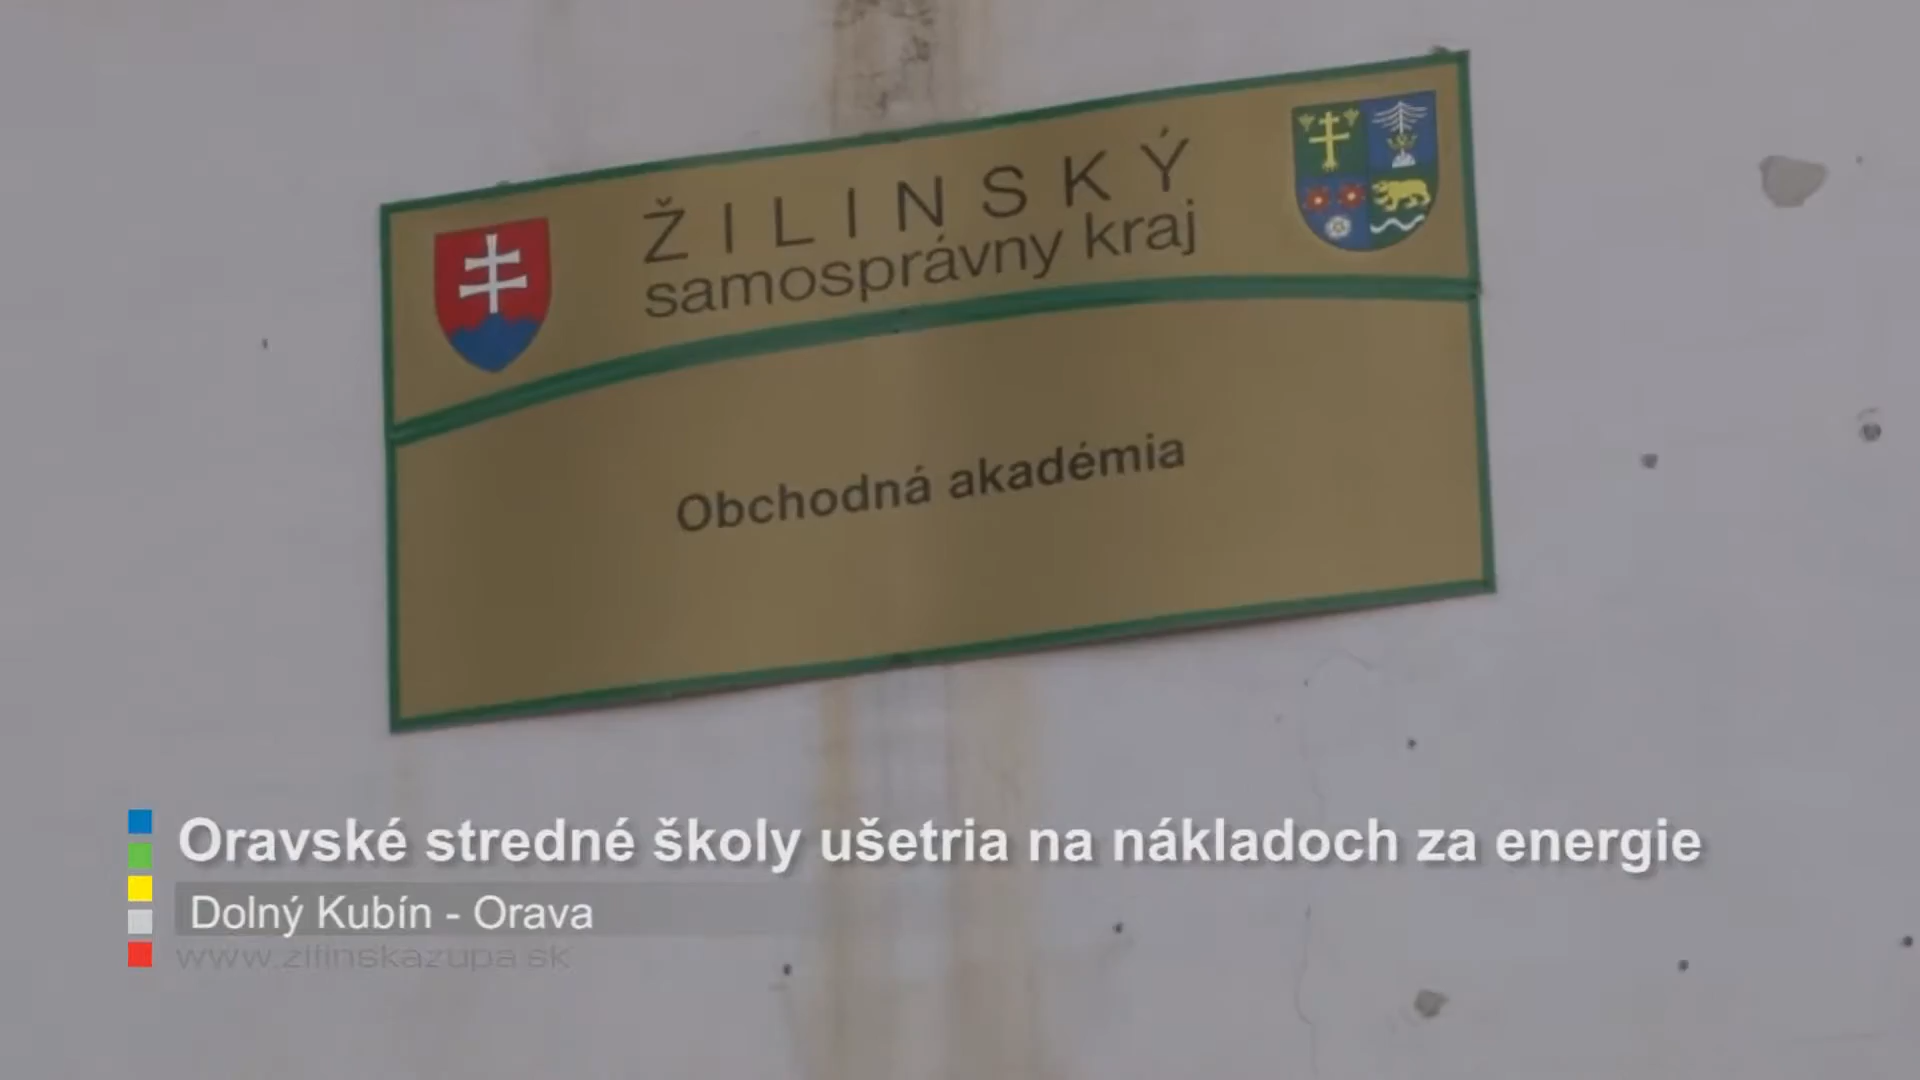 ŽILINSKÝ
samosprávny kraj
Obchodná akadémia
Oravské stredné školy ušetria na nákladoch za energie
Dolný Kubín - Orava
www.zilinskazupa.sk